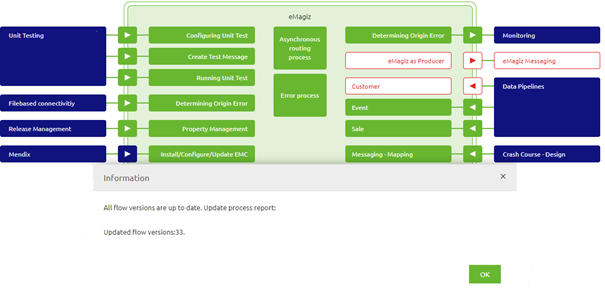 eMagiz
Unit Testing
Configuring Unit Test
Create Test Message
Running Unit Test
Filebased connectivitiy
Determining Origin Error
Release Management
Property Management
Mendix
Install/Configure/Update EMC
Asynchronous
routing
process
Error process
Determining Origin Error
Monitoring
eMagiz as Producer
eMagiz Messaging
Customer
Data Pipelines
Event
Sale
Messaging - Mapping
Crash Course - Design
Information
×
All flow versions are up to date. Update process report:
Updated flow versions:33.
OK